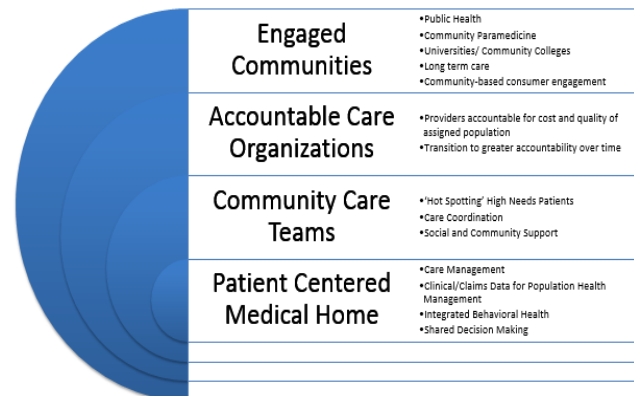 Engaged
Communities
•Public Health
•Community Paramedicine
•Universities/ Community Colleges
•Long term care
•Community-based consumer engagement
Accountable Care
Organizations
•Providers accountable for cost and quality of
assigned population
•Transition to greater accountability over time
Community Care
Teams
•‘Hot Spotting’ High Needs Patients
•Care Coordination
•Social and Community Support
Patient Centered
Medical Home
•Care Management
•Clinical/Claims Data for Population Health
Management
•Integrated Behavioral Health
•Shared Decision Making